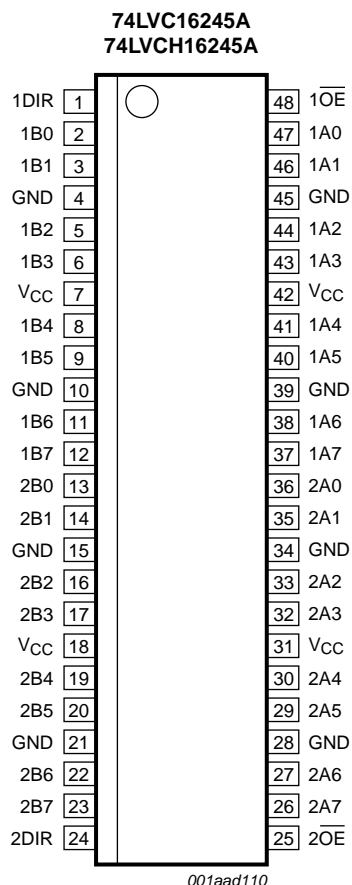 74LVC16245A
74LVCH16245A
1DIR 1 48 1OE
1B0 2 47 1A0
1B1 3 46 1A1
GND 4 45 GND
1B2 5 44 1A2
1B3 6 43 1A3
VCC 7 42 VCC
1B4 8 41 1A4
1B5 9 40 1A5
GND 10 39 GND
1B6 11 38 1A6
1B7 12 37 1A7
2B0 13 36 2A0
2B1 14 35 2A1
GND 15 34 GND
2B2 16 33 2A2
2B3 17 32 2A3
VCC 18 31 VCC
2B4 19 30 2A4
2B5 20 29 2A5
GND 21 28 GND
2B6 22 27 2A6
2B7 23 26 2A7
2DIR 24 25 2OE
001aad110